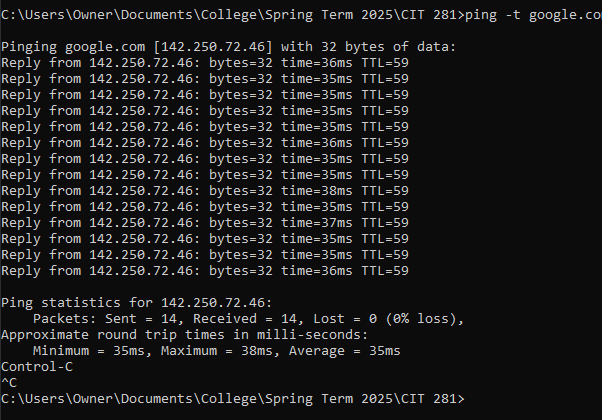 C:\Users\Owner\Documents\College\Spring Term 2025\CIT 281>ping -t google.co
Pinging google.com [142.250.72.46] with 32 bytes of data:
Reply from 142.250.72.46: bytes=32 time=36ms TTL=59
Reply from 142.250.72.46: bytes=32 time=35ms TTL=59
Reply from 142.250.72.46: bytes=32 time=35ms TTL=59
Reply from 142.250.72.46: bytes=32 time=35ms TTL=59
Reply from 142.250.72.46: bytes=32 time=35ms TTL=59
Reply from 142.250.72.46: bytes=32 time=36ms TTL=59
Reply from 142.250.72.46: bytes=32 time=35ms TTL=59
Reply from 142.250.72.46: bytes=32 time=35ms TTL=59
Reply from 142.250.72.46: bytes=32 time=38ms TTL=59
Reply from 142.250.72.46: bytes=32 time=35ms TTL=59
Reply from 142.250.72.46: bytes=32 time=37ms TTL=59
Reply from 142.250.72.46: bytes=32 time=35ms TTL=59
Reply from 142.250.72.46: bytes=32 time=35ms TTL=59
Reply from 142.250.72.46: bytes=32 time=36ms TTL=59
Ping statistics for 142.250.72.46:
    Packets: Sent = 14, Received = 14, Lost = 0 (0% loss),
Approximate round trip times in milli-seconds:
    Minimum = 35ms, Maximum = 38ms, Average = 35ms
Control-C
^C
C:\Users\Owner\Documents\College\Spring Term 2025\CIT 281>